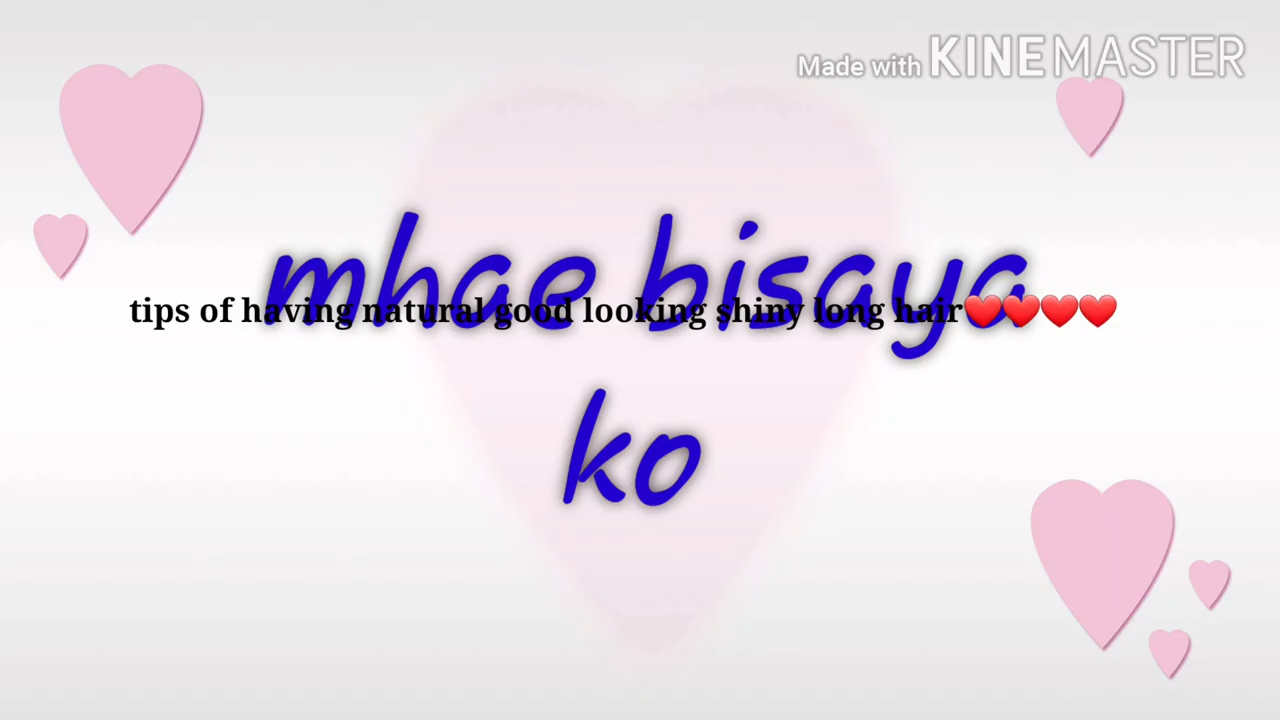 Made with KINEMASTER
mhae bisaya
tips of having natural good looking shiny long hair❤️❤️❤️❤️
ko